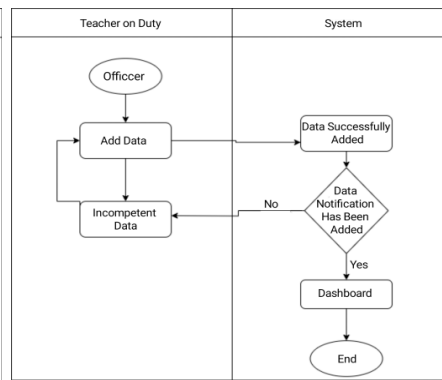 Teacher on Duty
System
Officcer
Add Data
Data Successfully
Added
Data
Notification
Has Been
Added
No
Incompetent
Data
Yes
Dashboard
End